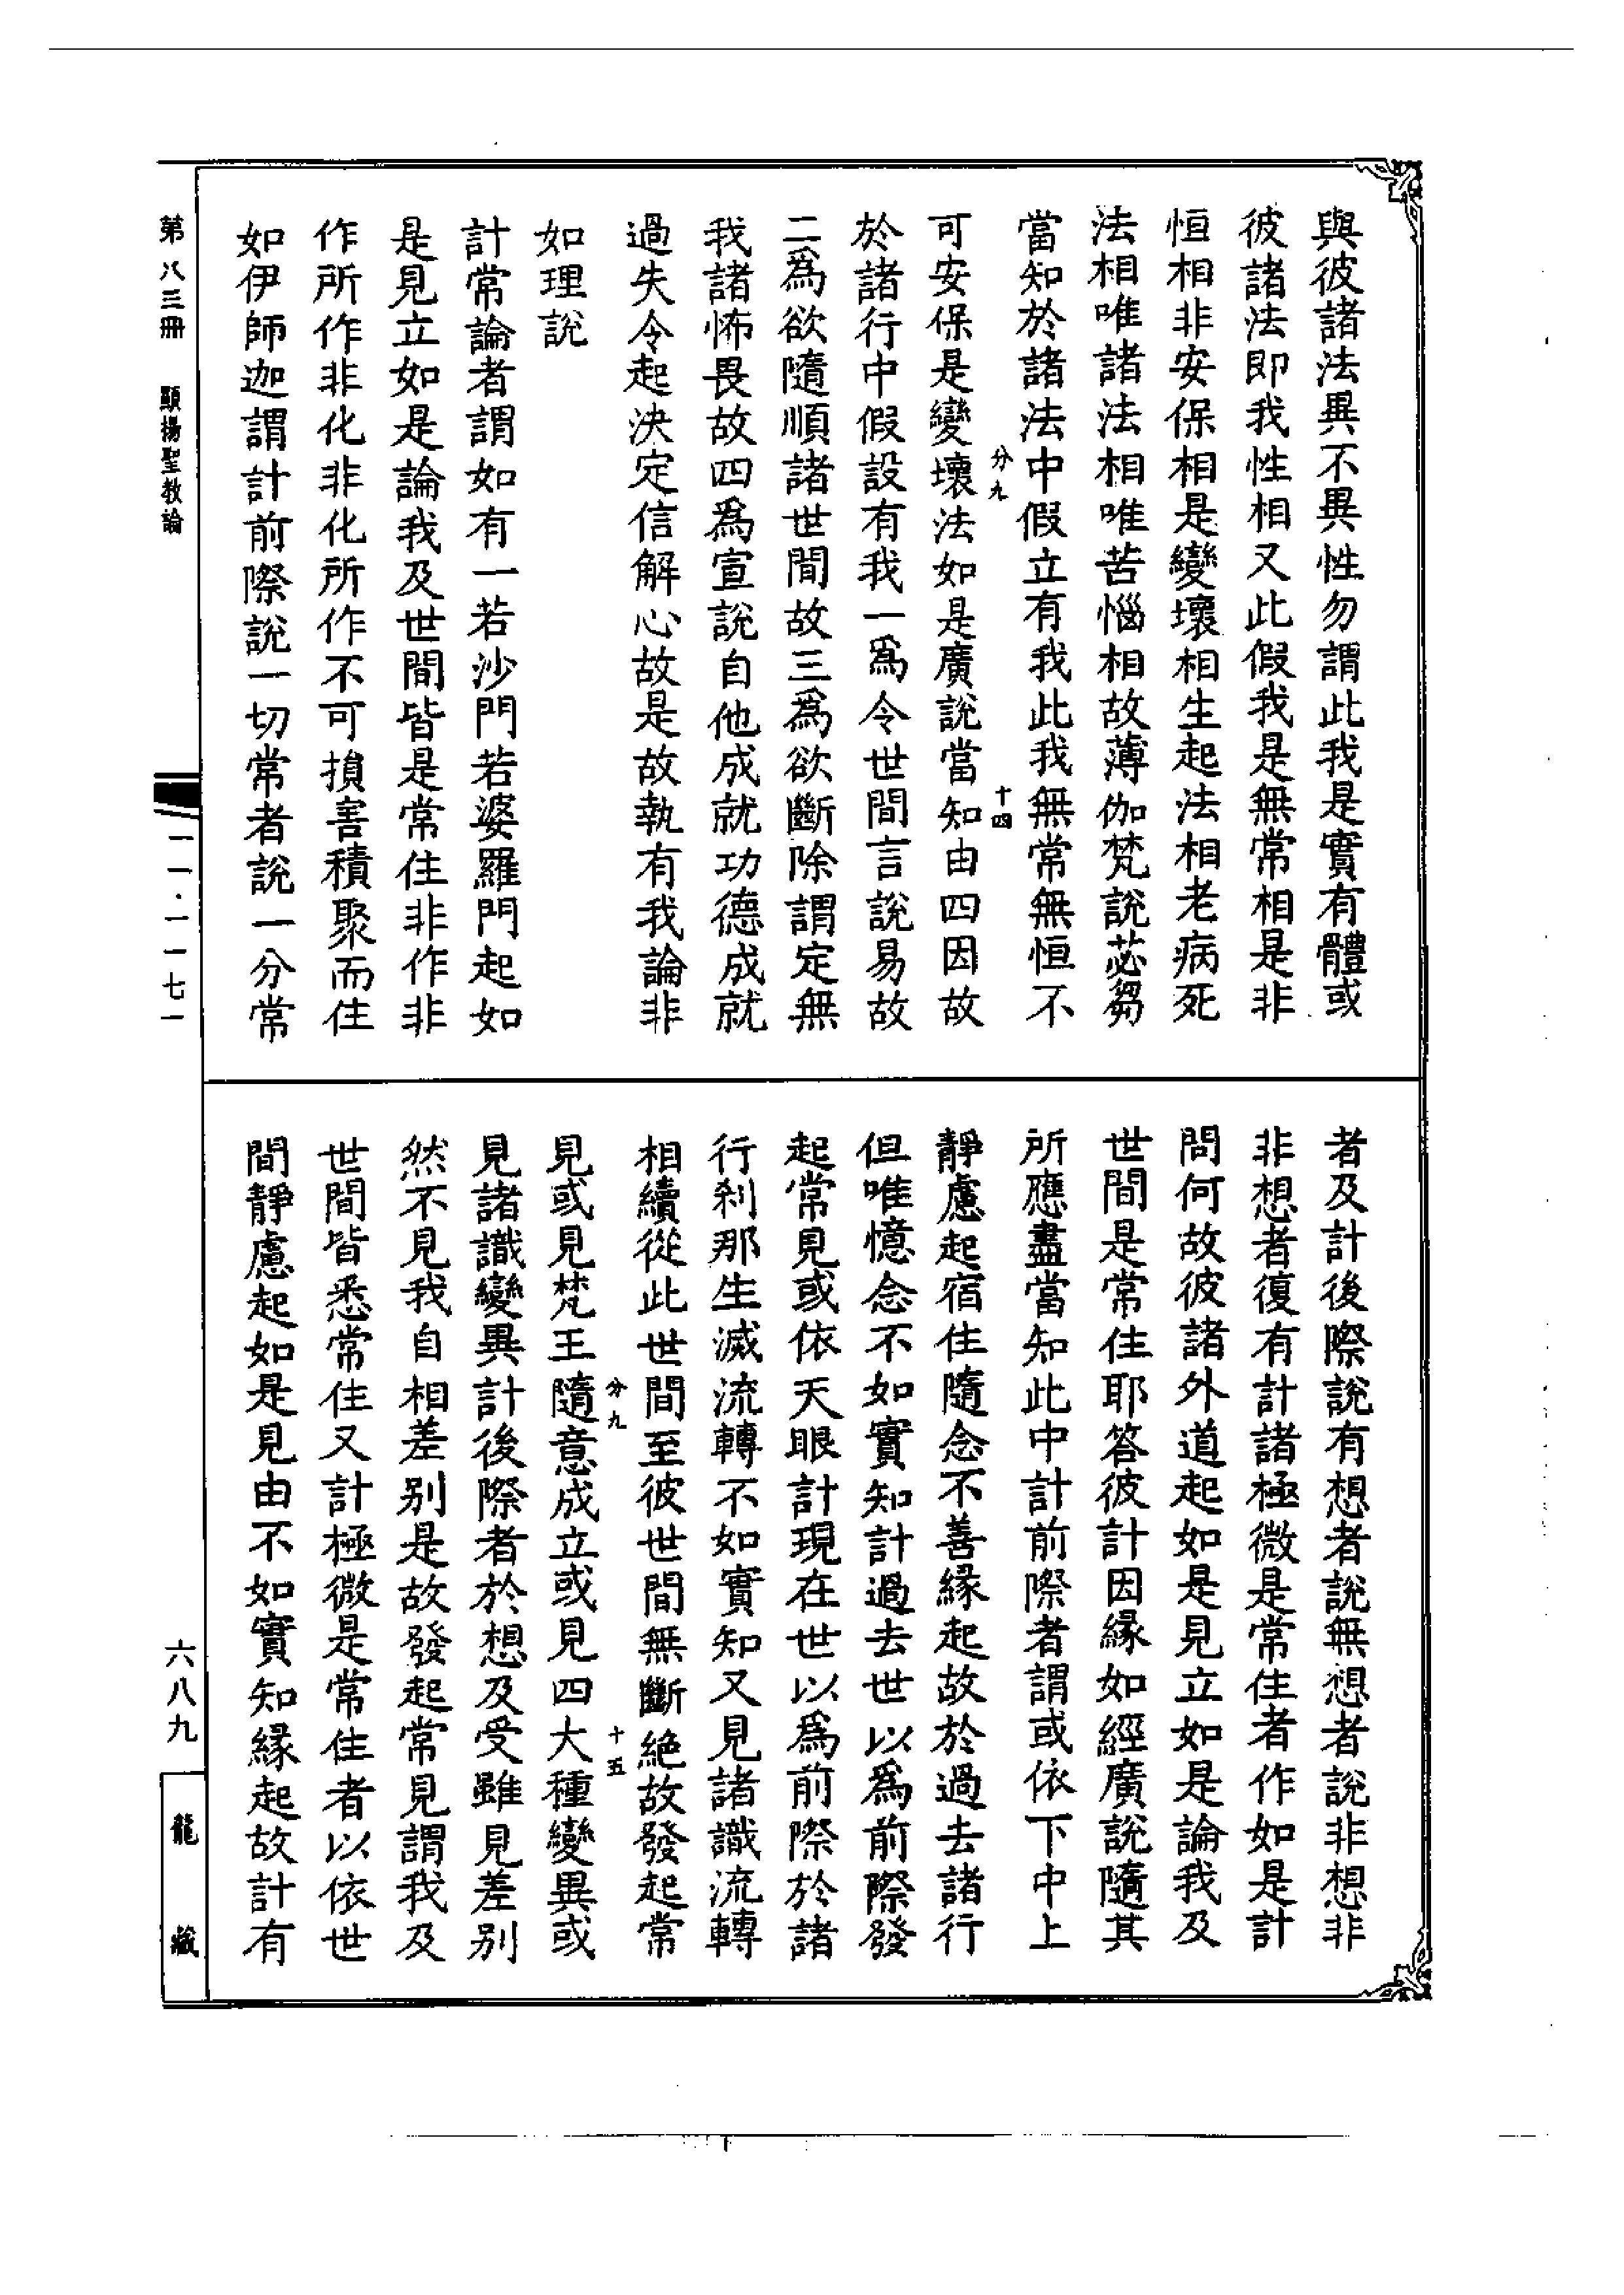 與彼諸法異不異性勿謂此我是實有體或
彼諸法即我性相又此假我是無常相是非
恒相非安保相是變壞相生起法相老病死
法相唯諸法相唯苦惱相故薄伽梵說苾芻
當知於諸法中假立有我此我無常無恒不
分九
十四
可安保是變壞法如是廣說當知由四因故
於諸行中假設有我一爲令世間言說易故
二爲欲隨順諸世間故三爲欲斷除謂定無
我諸怖畏故四爲宣說自他成就功德成就
過失令起決定信解心故是故執有我論非
如理說
計常論者謂如有一若沙門若婆羅門起如
是見立如是論我及世間皆是常住非作非
作所作非化非化所作不可損害積聚而住
如伊師迦謂計前際說一切常者說一分常
者及計後際說有想者說無想者說非想非
非想者復有計諸極微是常住者作如是計
問何故彼諸外道起如是見立如是論我及
世間是常住耶答彼計因緣如經廣說隨其
所應盡當知此中計前際者謂或依下中上
靜慮起宿住隨念不善緣起故於過去諸行
但唯憶念不如實知計過去世以爲前際發
起常見或依天眼計現在世以爲前際於諸
行刹那生滅流轉不如實知又見諸識流轉
相續從此世間至彼世間無斷絕故發起常
分九
十五
見或見梵王隨意成立或見四大種變異或
見諸識變異計後際者於想及受雖見差別
然不見我自相差別是故發起常見謂我及
世間皆悉常住又計極微是常住者以依世
間靜慮起如是見由不如實知緣起故計有
第八三冊　顯揚聖教論
一一·一一七一
六八九
龍藏